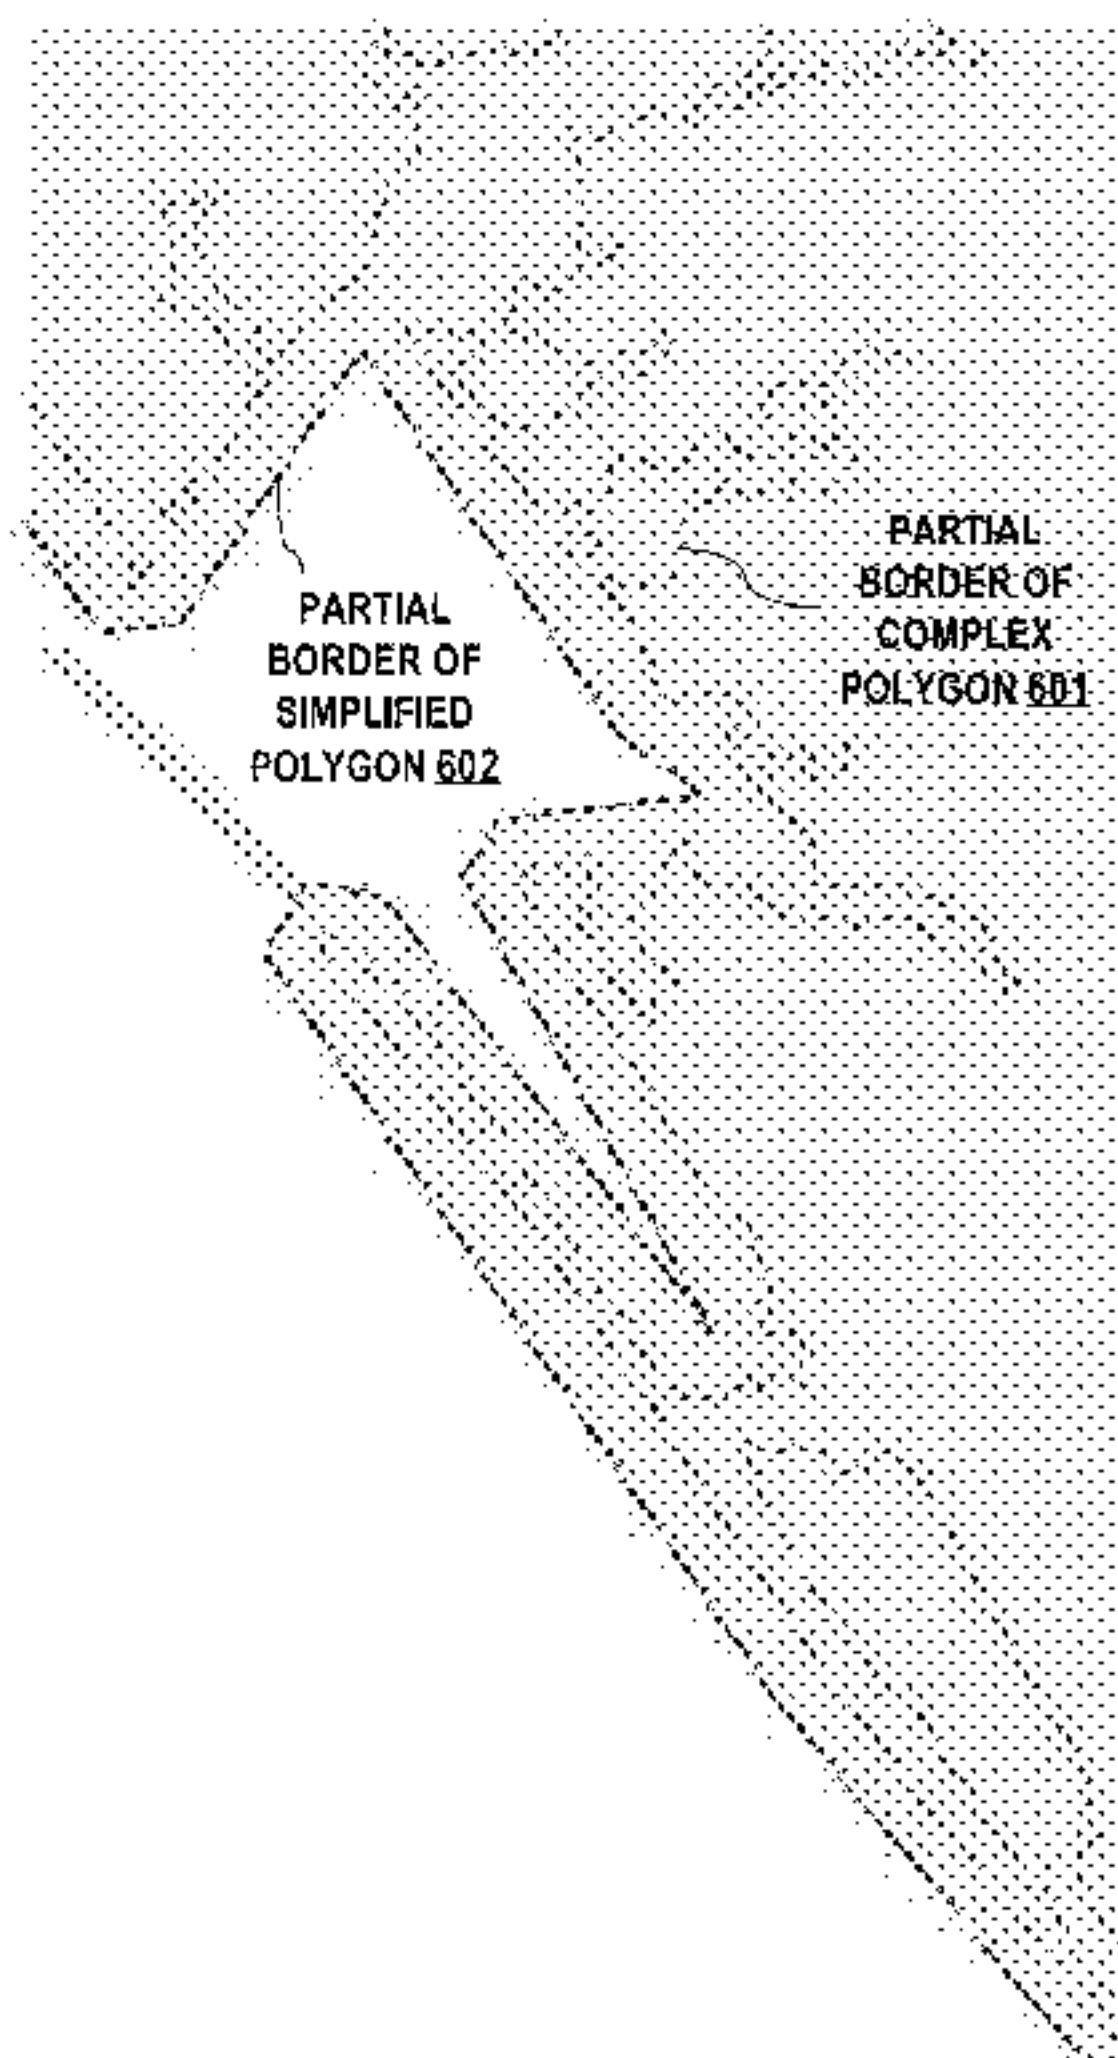 PARTIAL
BORDER OF
SIMPLIFIED
POLYGON 602
PARTIAL
BORDER OF
COMPLEX
POLYGON 601